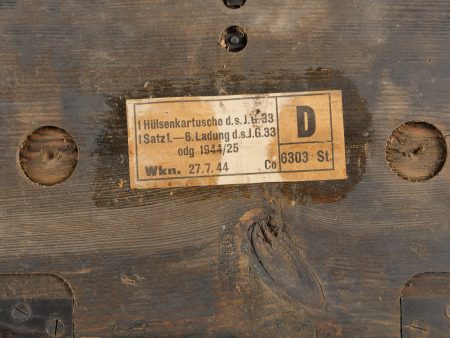 1 Hülsenkartusche d.s.J.G.33
1 Satz 1.—6. Ladung d.s.J.G.33
odg 1944/25
Wkn. 27.7.44 Co
D
6303 St.